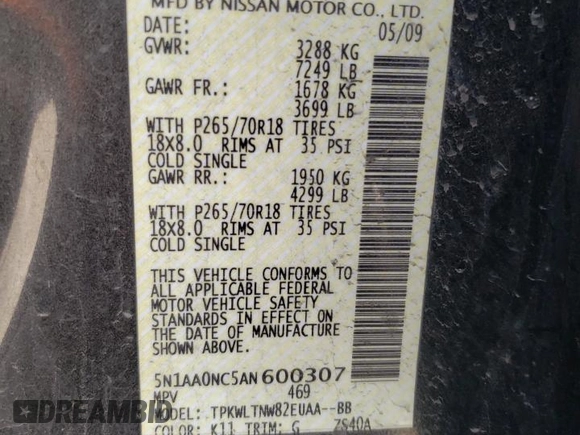 MFD BY NISSAN MOTOR CO., LTD.
DATE: 05/09
GVWR: 3288 KG
7249 LB
GAWR FR.: 1678 KG
3699 LB
WITH P265/70R18 TIRES
18X8.0 RIMS AT 35 PSI
COLD SINGLE
GAWR RR.: 1950 KG
4299 LB
WITH P265/70R18 TIRES
18X8.0 RIMS AT 35 PSI
COLD SINGLE
THIS VEHICLE CONFORMS TO
ALL APPLICABLE FEDERAL
MOTOR VEHICLE SAFETY
STANDARDS IN EFFECT ON
THE DATE OF MANUFACTURE
SHOWN ABOVE.
5N1AA0NC5AN600307
MPV 469
MODEL: TPKWLTNW82EUAA--BB
COLOR: K11 TRIM: G ZS40A
DEALERS UNLOCKED